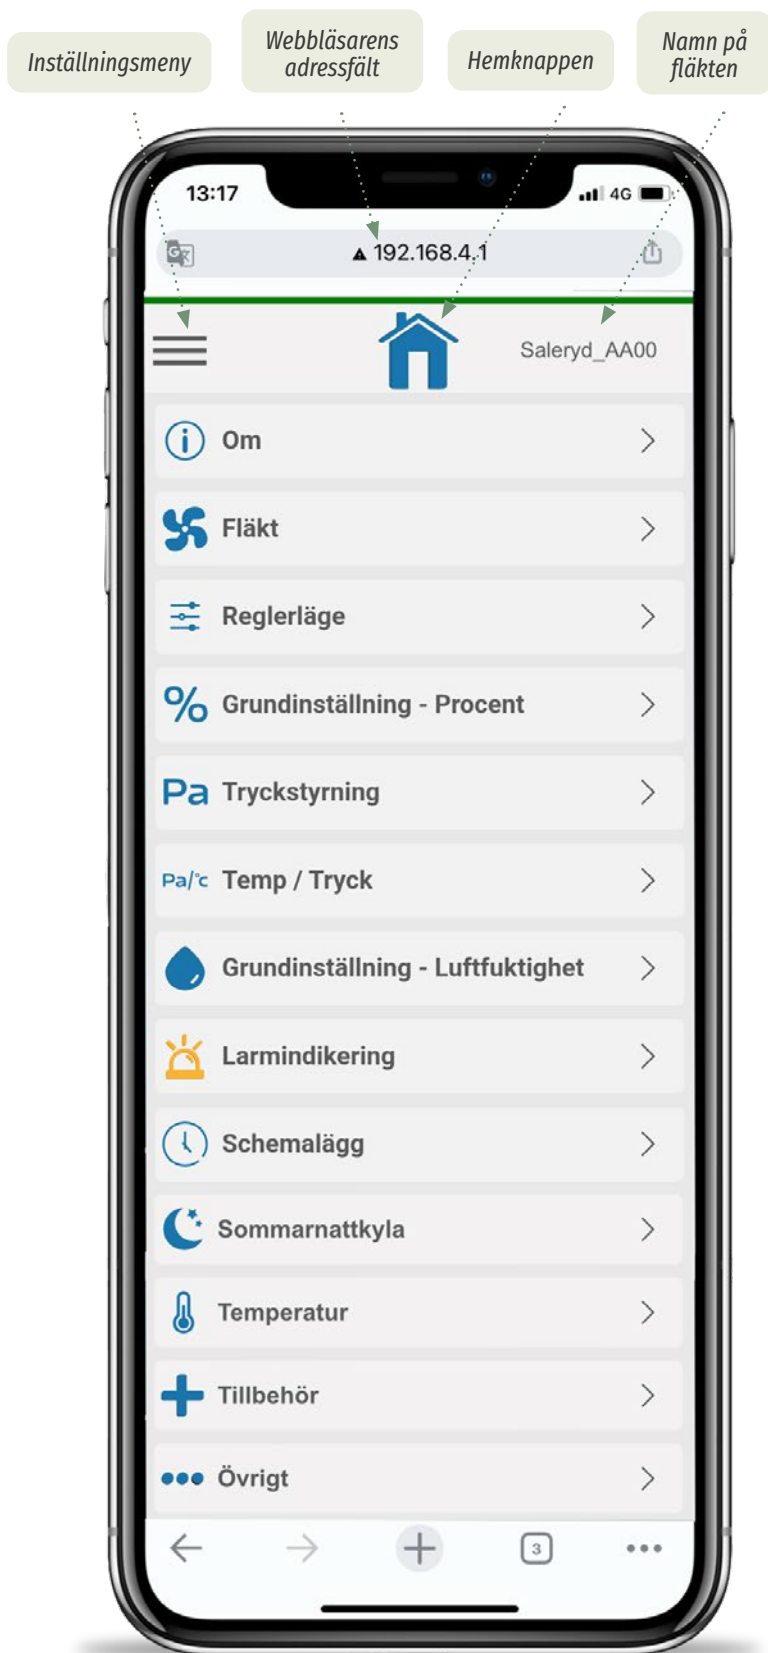 Inställningsmeny
Webbläsarens
adressfält
Hemknappen
Namn på
fläkten
13:17
4G
192.168.4.1
Saleryd_AA00
Om
Fläkt
Reglerläge
% Grundinställning - Procent
Pa Tryckstyrning
Pa/°c Temp / Tryck
Grundinställning - Luftfuktighet
Larmindikering
Schemalägg
Sommarnattkyla
Temperatur
Tillbehör
Övrigt
3